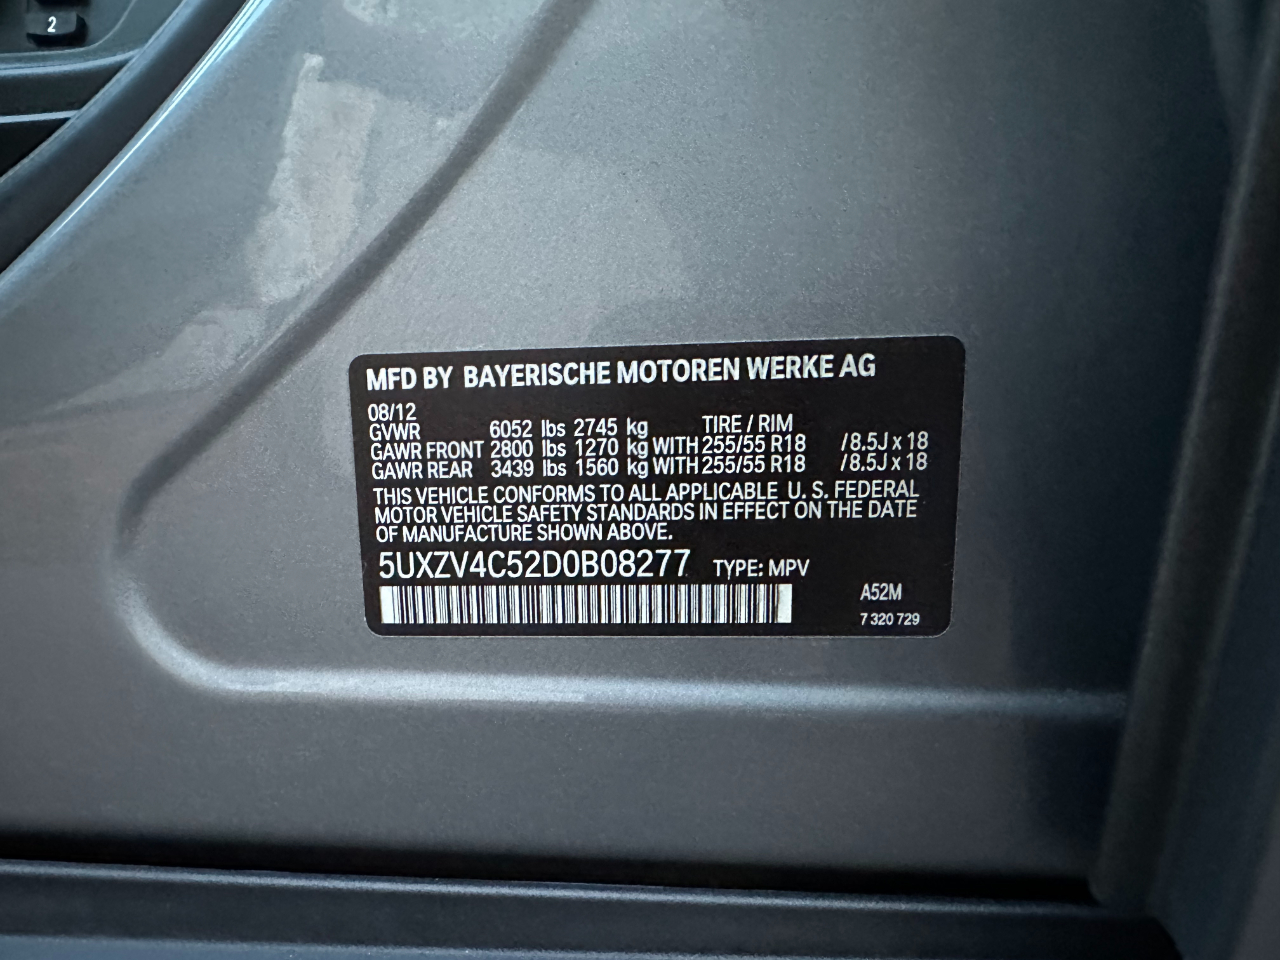 2
MFD BY BAYERISCHE MOTOREN WERKE AG
08/12
GVWR 6052 lbs 2745 kg TIRE / RIM
GAWR FRONT 2800 lbs 1270 kg WITH 255/55 R18 /8.5J x 18
GAWR REAR 3439 lbs 1560 kg WITH 255/55 R18 /8.5J x 18
THIS VEHICLE CONFORMS TO ALL APPLICABLE U. S. FEDERAL
MOTOR VEHICLE SAFETY STANDARDS IN EFFECT ON THE DATE
OF MANUFACTURE SHOWN ABOVE.
5UXZV4C52D0B08277 TYPE: MPV
A52M
7 320 729